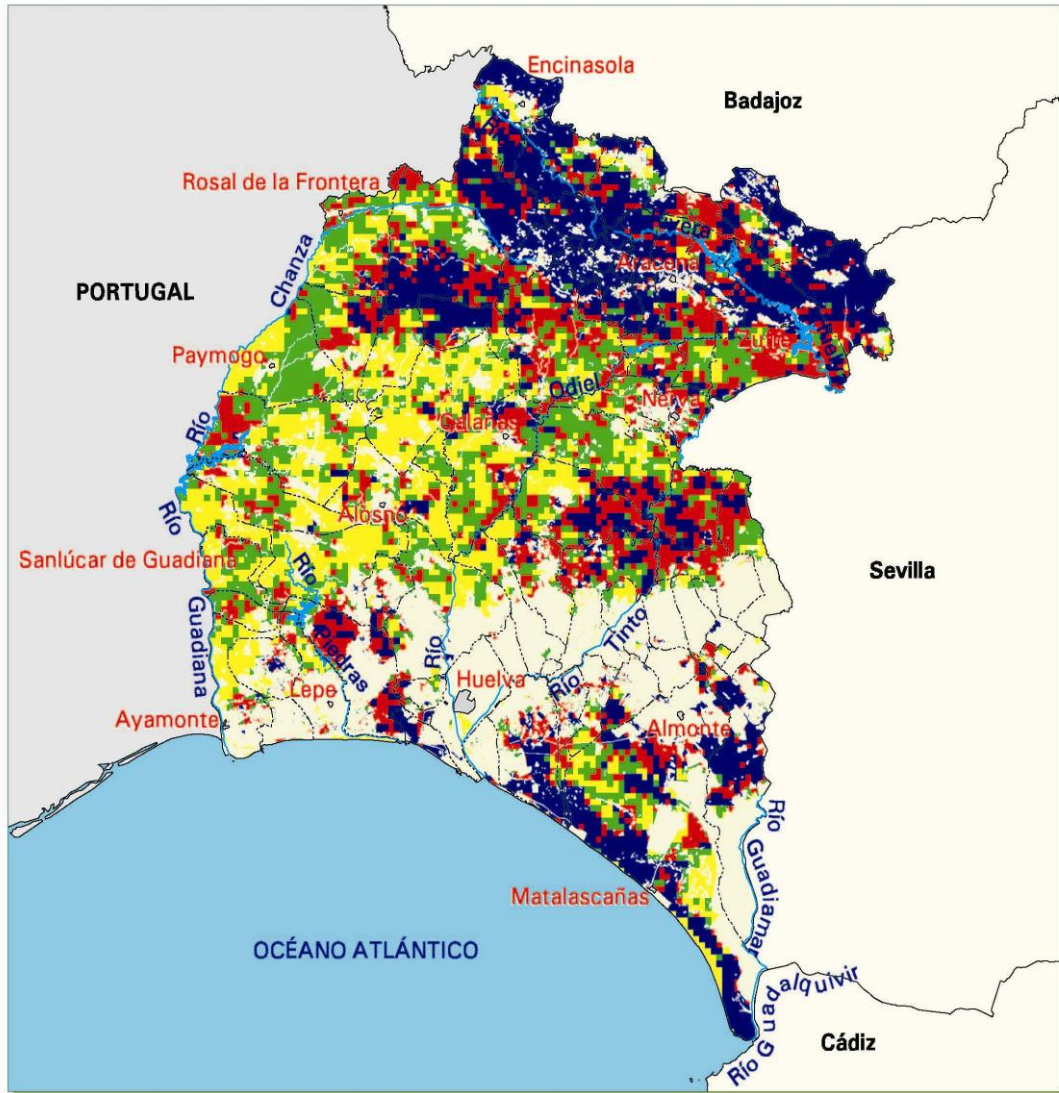 Encinasola
Badajoz
Rosal de la Frontera
Aracena
Chanza
PORTUGAL
Zufre
Paymogo
Odiel
Nerva
Calañas
Río
Río
Alosno
Sanlúcar de Guadiana
Río
Sevilla
Guadiana
Piedras
Río
Tinto
Río
Lepe
Huelva
Ayamonte
Almonte
Río
Guadiamar
Matalascañas
OCÉANO ATLÁNTICO
Río Guadalquivir
Cádiz